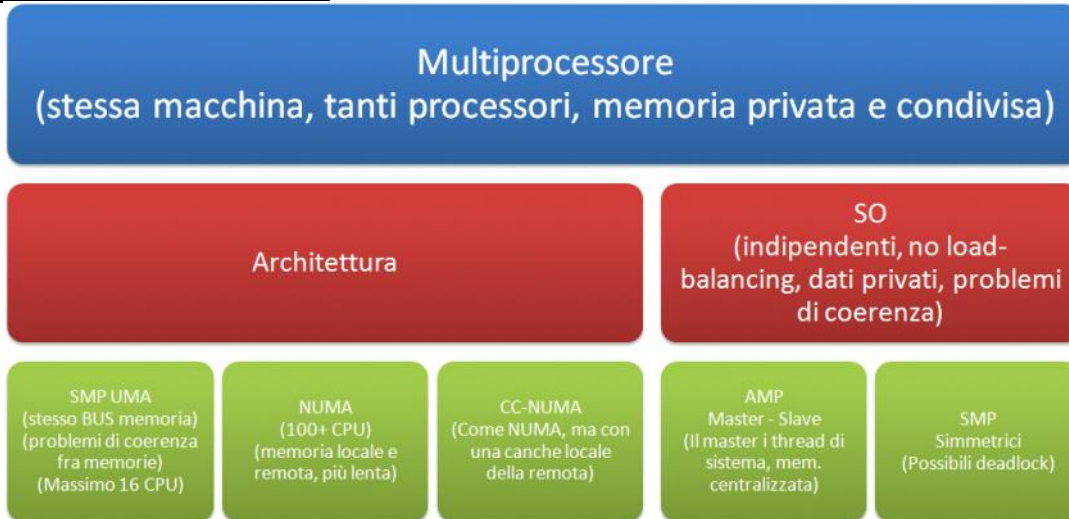 Multiprocessore
(stessa macchina, tanti processori, memoria privata e condivisa)
Architettura
SO
(indipendenti, no load-
balancing, dati privati, problemi
di coerenza)
SMP UMA
(stesso BUS memoria)
(problemi di coerenza
fra memorie)
(Massimo 16 CPU)
NUMA
(100+ CPU)
(memoria locale e
remota, più lenta)
CC-NUMA
(Come NUMA, ma con
una canche locale
della remota)
AMP
Master - Slave
(Il master i thread di
sistema, mem.
centralizzata)
SMP
Simmetrici
(Possibili deadlock)